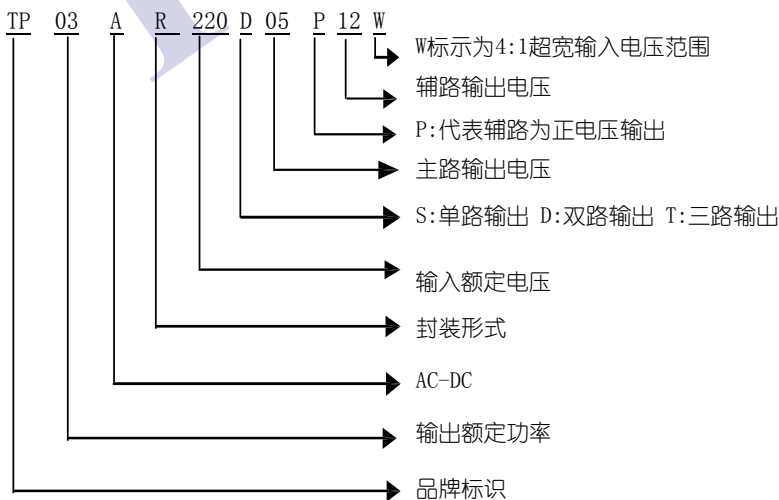 TP 03 A R 220 D 05 P 12 W
W标示为4:1超宽输入电压范围
辅路输出电压
P:代表辅路为正电压输出
主路输出电压
S:单路输出 D:双路输出 T:三路输出
输入额定电压
封装形式
AC-DC
输出额定功率
品牌标识